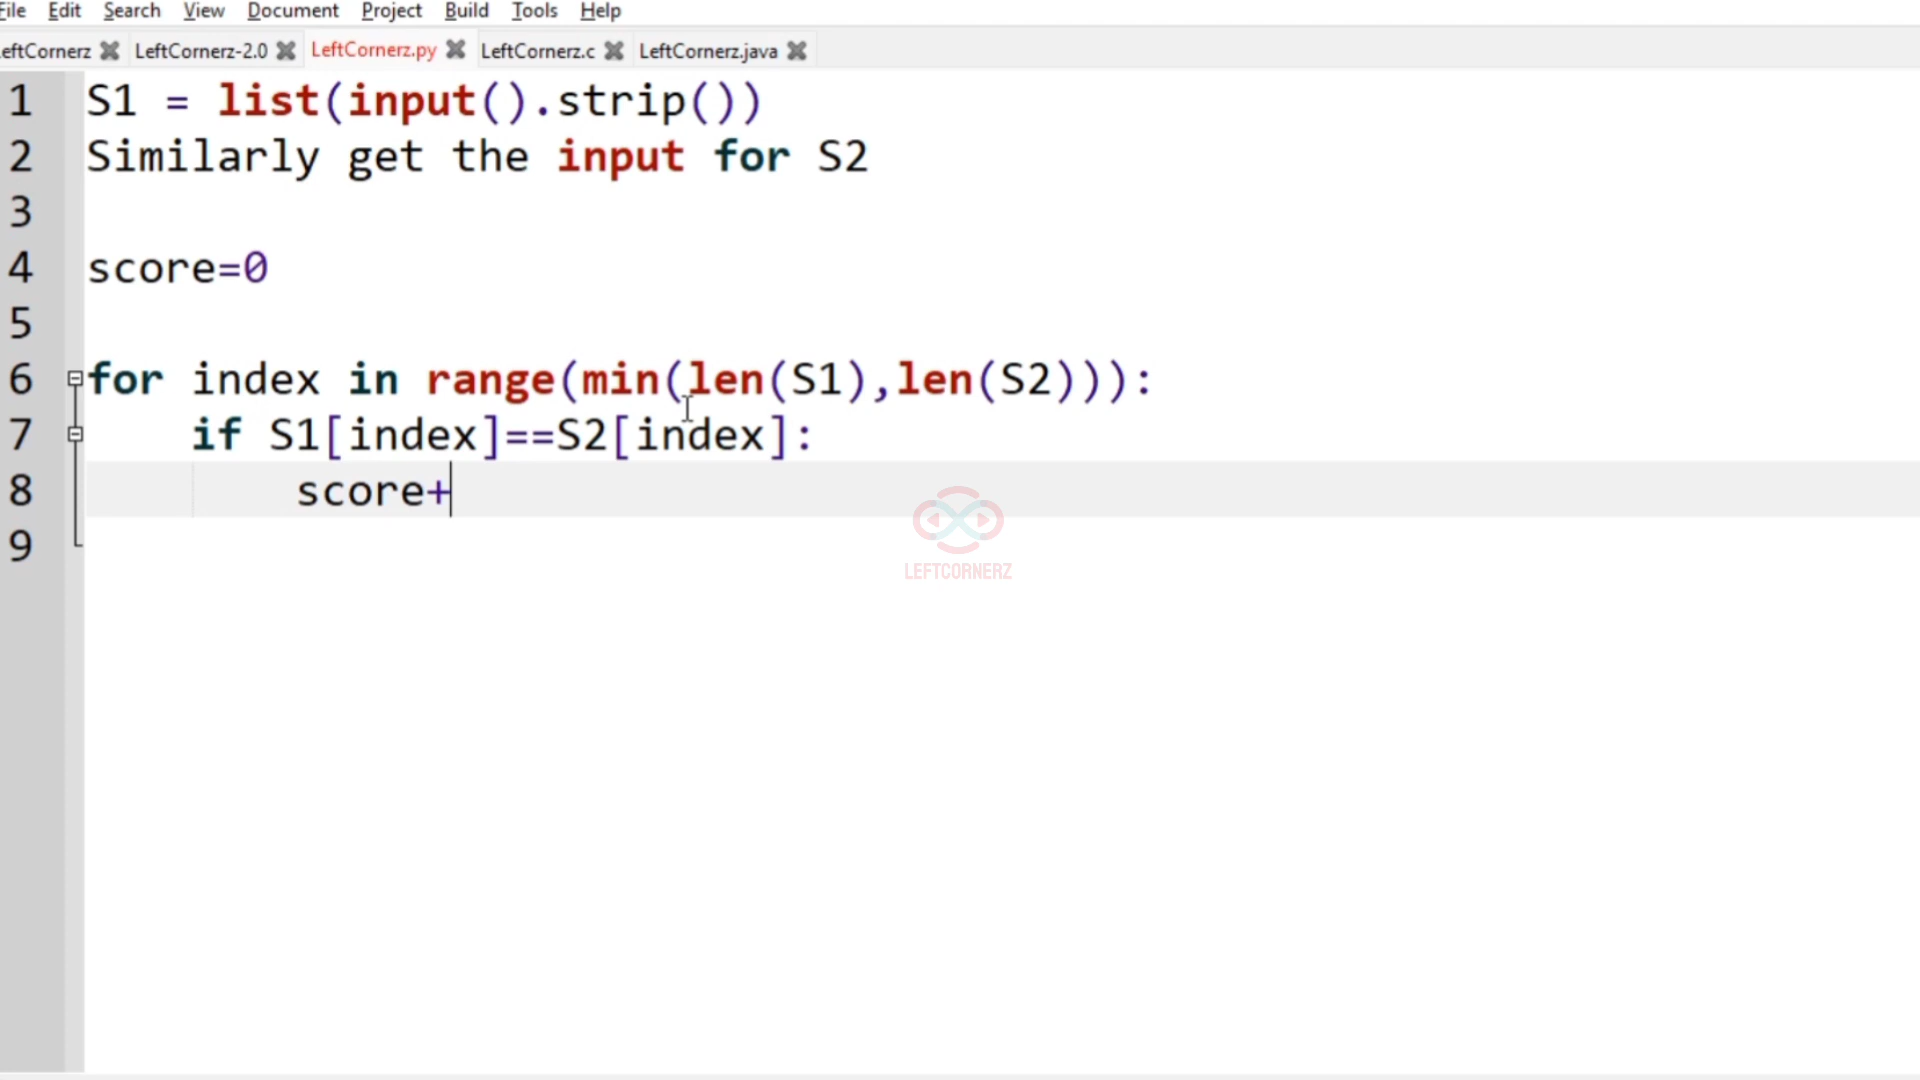 File Edit Search View Document Project Build Tools Help
LeftCornerz LeftCornerz-2.0 LeftCornerz.py LeftCornerz.c LeftCornerz.java
1 S1 = list(input().strip())
2 Similarly get the input for S2
3
4 score=0
5
6 for index in range(min(len(S1),len(S2))):
7     if S1[index]==S2[index]:
8         score+
9
LEFTCORNERZ